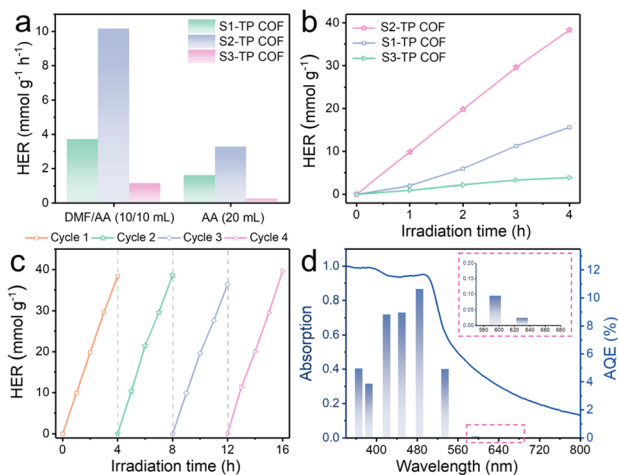 a
HER (mmol g⁻¹ h⁻¹)
10
8
6
4
2
0
S1-TP COF
S2-TP COF
S3-TP COF
DMF/AA (10/10 mL)
AA (20 mL)
b
HER (mmol g⁻¹)
40
30
20
10
0
S2-TP COF
S1-TP COF
S3-TP COF
0 1 2 3 4
Irradiation time (h)
Cycle 1 Cycle 2 Cycle 3 Cycle 4
c
HER (mmol g⁻¹)
40
30
20
10
0
0 4 8 12 16
Irradiation time (h)
d
Absorption
1.0
0.8
0.6
0.4
0.2
0.0
0.20
0.15
0.10
0.05
0.00
580 600 620 640 660 680
12
10
8
6
4
2
0
AQE (%)
400 480 560 640 720 800
Wavelength (nm)